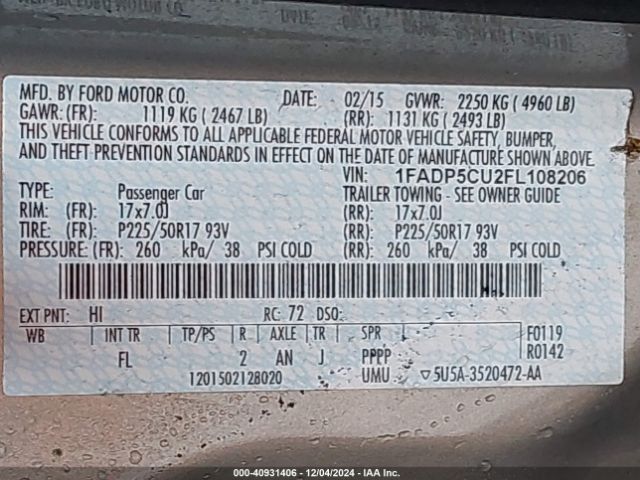 MFD. BY FORD MOTOR CO. DATE: 02/15 GVWR: 2250 KG ( 4960 LB)
GAWR: (FR): 1119 KG ( 2467 LB) (RR): 1131 KG ( 2493 LB)
THIS VEHICLE CONFORMS TO ALL APPLICABLE FEDERAL MOTOR VEHICLE SAFETY, BUMPER,
AND THEFT PREVENTION STANDARDS IN EFFECT ON THE DATE OF MANUFACTURE SHOWN ABOVE.
VIN: 1FADP5CU2FL108206
TYPE: Passenger Car TRAILER TOWING - SEE OWNER GUIDE
RIM: (FR): 17x7.0J (RR): 17x7.0J
TIRE: (FR): P225/50R17 93V (RR): P225/50R17 93V
PRESSURE: (FR): 260 kPa/ 38 PSI COLD (RR): 260 kPa/ 38 PSI COLD
EXT PNT: HI RC: 72 DSO:
WB INT TR TP/PS R AXLE TR SPR F0119
FL 2 AN J PPPP R0142
1201502128020 UMU ▽5U5A-3520472-AA
000-40931406 - 12/04/2024 - IAA Inc.